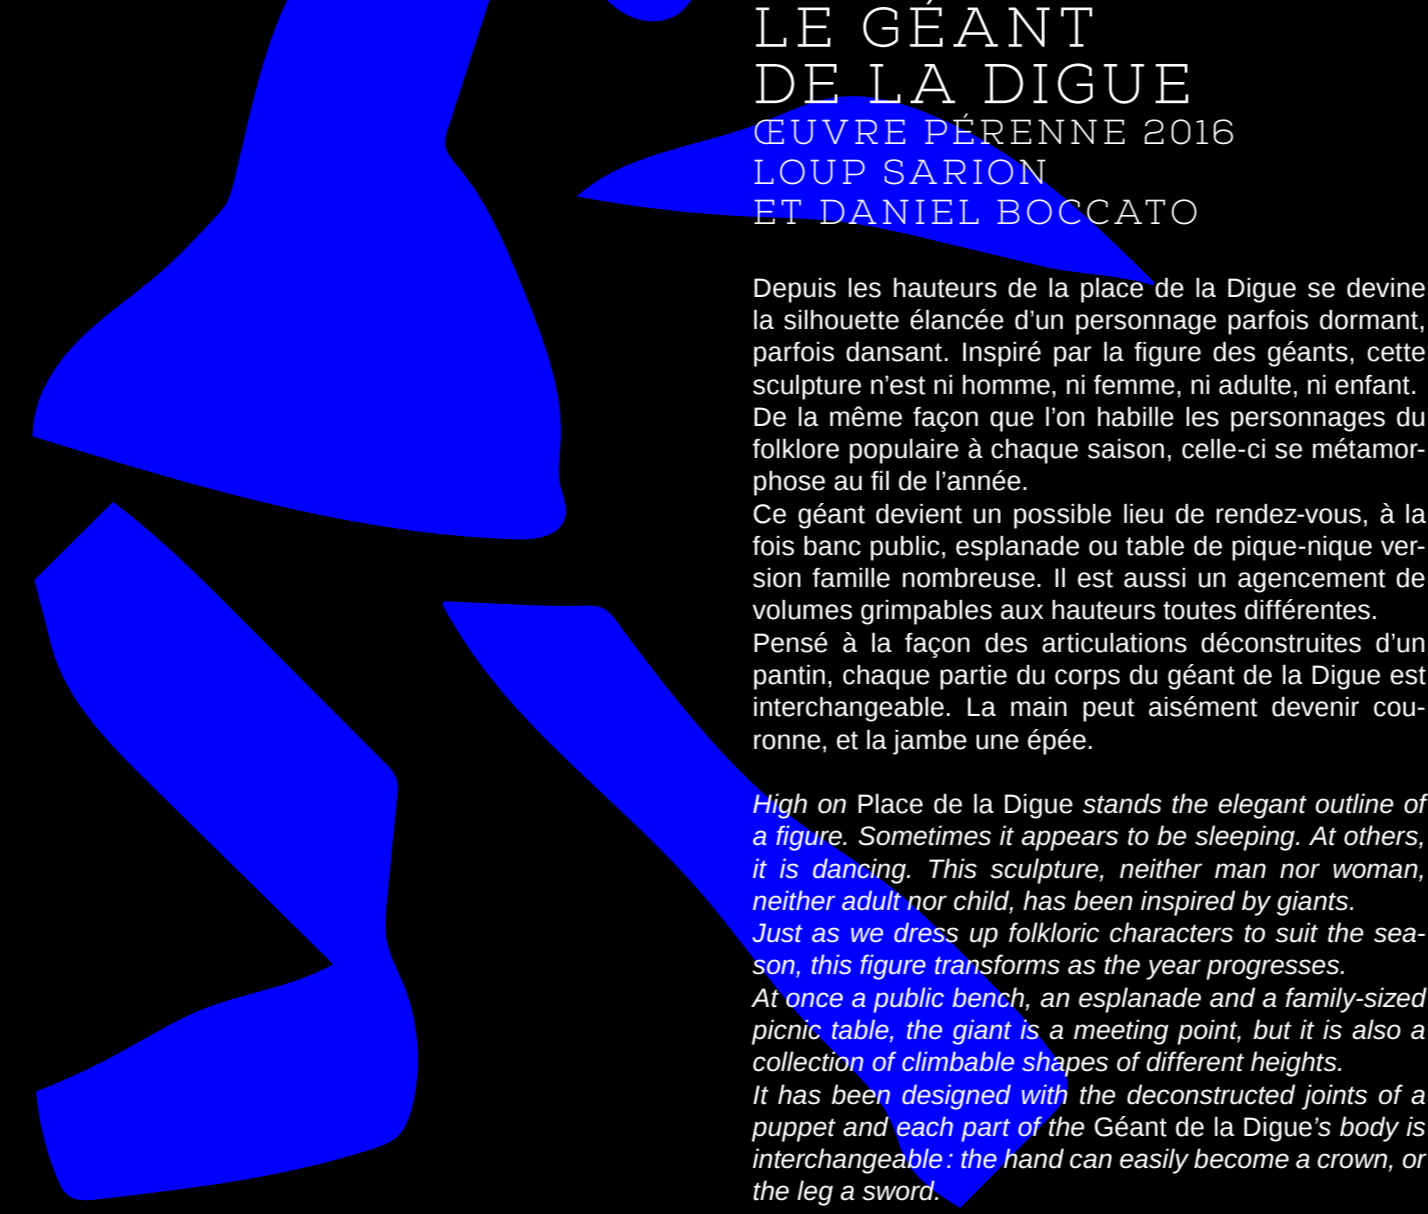 LE GÉANT
DE LA DIGUE
ŒUVRE PÉRENNE 2016
LOUP SARION
ET DANIEL BOCCATO
Depuis les hauteurs de la place de la Digue se devine
la silhouette élancée d’un personnage parfois dormant,
parfois dansant. Inspiré par la figure des géants, cette
sculpture n’est ni homme, ni femme, ni adulte, ni enfant.
De la même façon que l’on habille les personnages du
folklore populaire à chaque saison, celle-ci se métamor-
phose au fil de l’année.
Ce géant devient un possible lieu de rendez-vous, à la
fois banc public, esplanade ou table de pique-nique ver-
sion famille nombreuse. Il est aussi un agencement de
volumes grimpables aux hauteurs toutes différentes.
Pensé à la façon des articulations déconstruites d’un
pantin, chaque partie du corps du géant de la Digue est
interchangeable. La main peut aisément devenir cou-
ronne, et la jambe une épée.
High on Place de la Digue stands the elegant outline of
a figure. Sometimes it appears to be sleeping. At others,
it is dancing. This sculpture, neither man nor woman,
neither adult nor child, has been inspired by giants.
Just as we dress up folkloric characters to suit the sea-
son, this figure transforms as the year progresses.
At once a public bench, an esplanade and a family-sized
picnic table, the giant is a meeting point, but it is also a
collection of climbable shapes of different heights.
It has been designed with the deconstructed joints of a
puppet and each part of the Géant de la Digue’s body is
interchangeable : the hand can easily become a crown, or
the leg a sword.